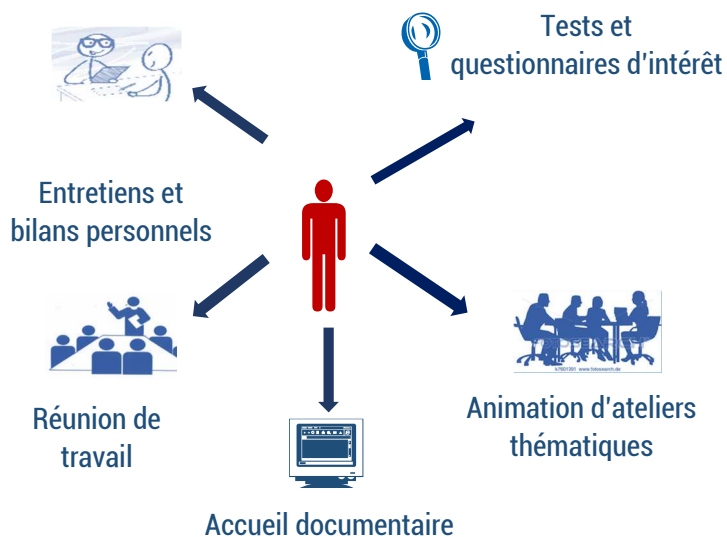 Tests et
questionnaires d'intérêt
Entretiens et
bilans personnels
Réunion de
travail
Animation d'ateliers
thématiques
Accueil documentaire